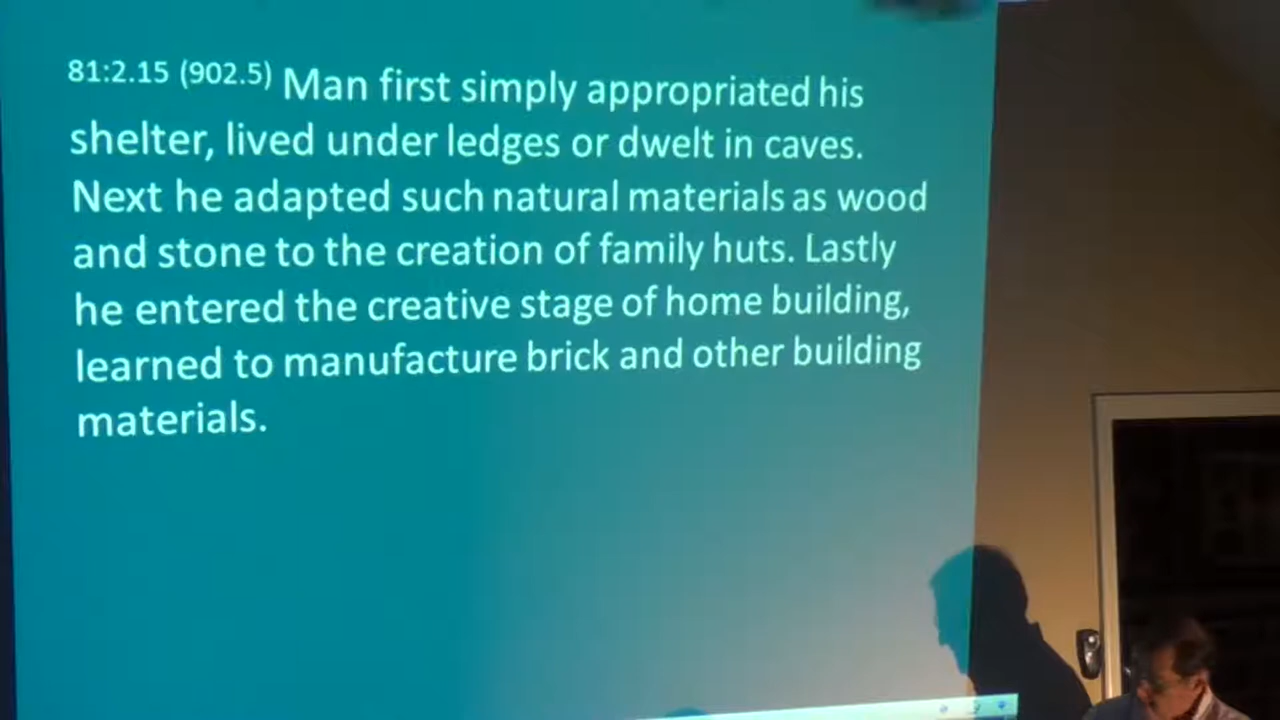 81:2.15 (902.5) Man first simply appropriated his
shelter, lived under ledges or dwelt in caves.
Next he adapted such natural materials as wood
and stone to the creation of family huts. Lastly
he entered the creative stage of home building,
learned to manufacture brick and other building
materials.